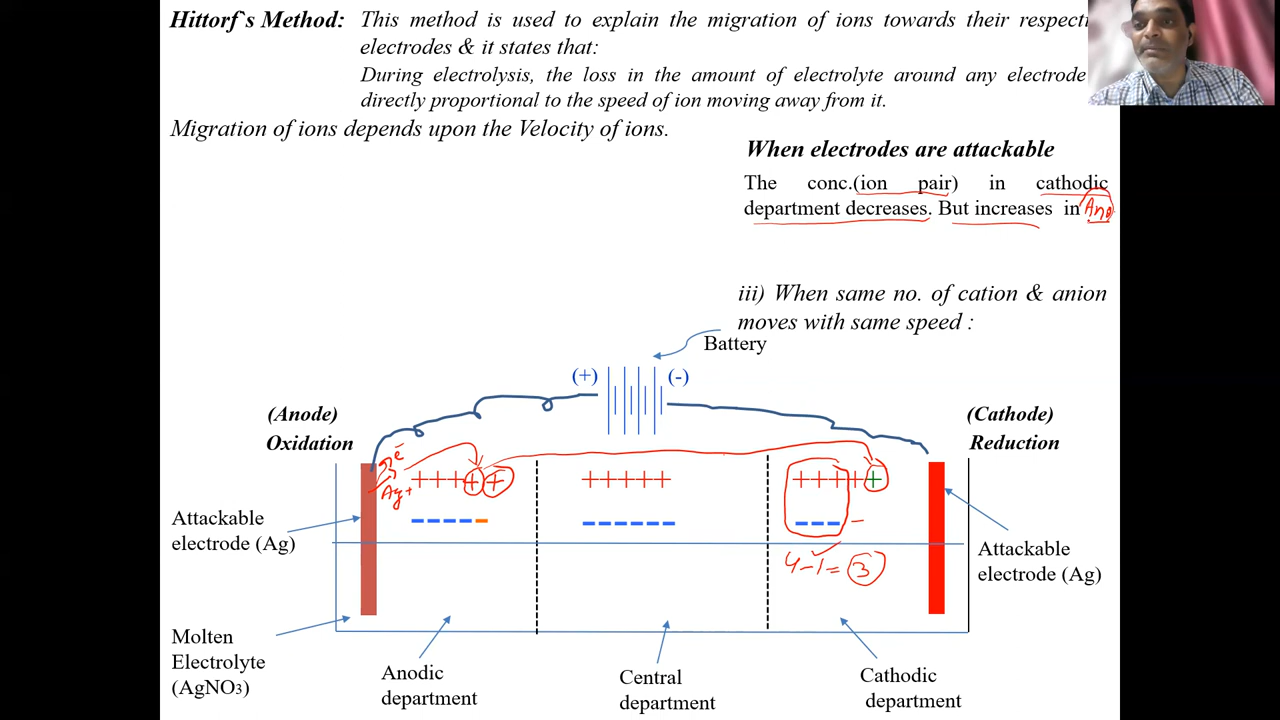 Hittorf`s Method: This method is used to explain the migration of ions towards their respecti
electrodes & it states that:
During electrolysis, the loss in the amount of electrolyte around any electrode
directly proportional to the speed of ion moving away from it.
Migration of ions depends upon the Velocity of ions.
When electrodes are attackable
The conc.(ion pair) in cathodic
department decreases. But increases in Ano
iii) When same no. of cation & anion
moves with same speed :
Battery
(+) (-)
(Anode)
Oxidation
(Cathode)
Reduction
e-
Ag+
+++++ +++++ +++++
----- ------ --- -
4-1=3
Attackable
electrode (Ag)
Attackable
electrode (Ag)
Molten
Electrolyte
(AgNO3)
Anodic
department
Central
department
Cathodic
department